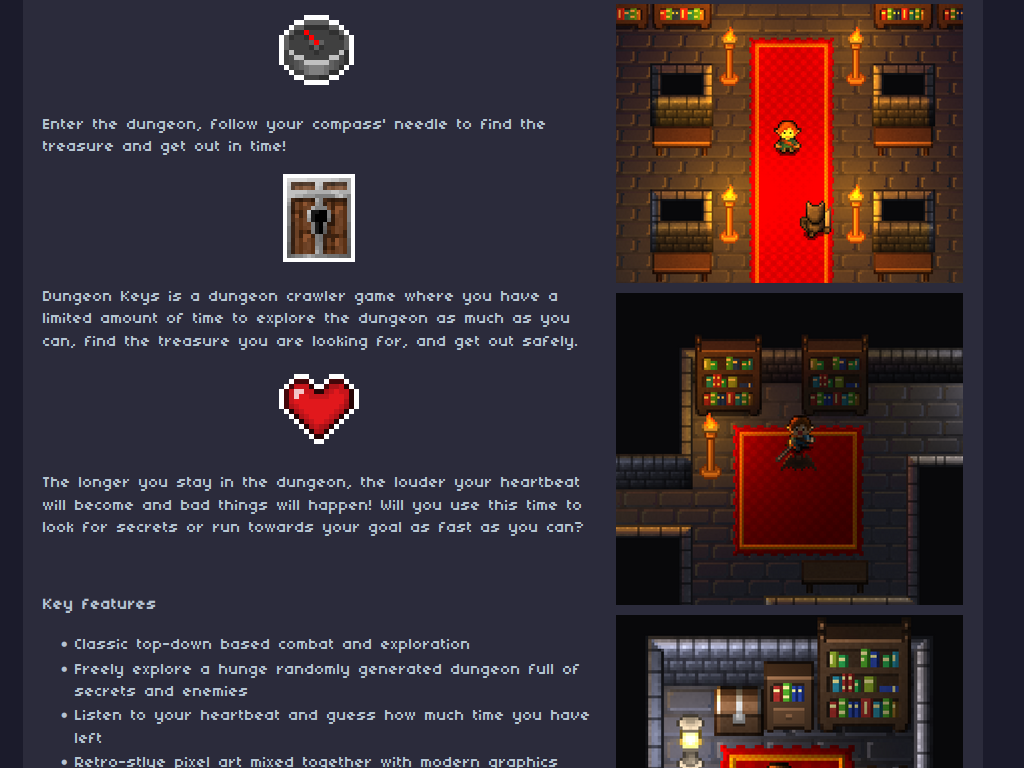 Enter the dungeon, follow your compass' needle to find the
treasure and get out in time!
Dungeon Keys is a dungeon crawler game where you have a
limited amount of time to explore the dungeon as much as you
can, find the treasure you are looking for, and get out safely.
The longer you stay in the dungeon, the louder your heartbeat
will become and bad things will happen! Will you use this time to
look for secrets or run towards your goal as fast as you can?
Key features
• Classic top-down based combat and exploration
• Freely explore a hunge randomly generated dungeon full of
secrets and enemies
• Listen to your heartbeat and guess how much time you have
left
• Retro-stlye pixel art mixed together with modern graphics